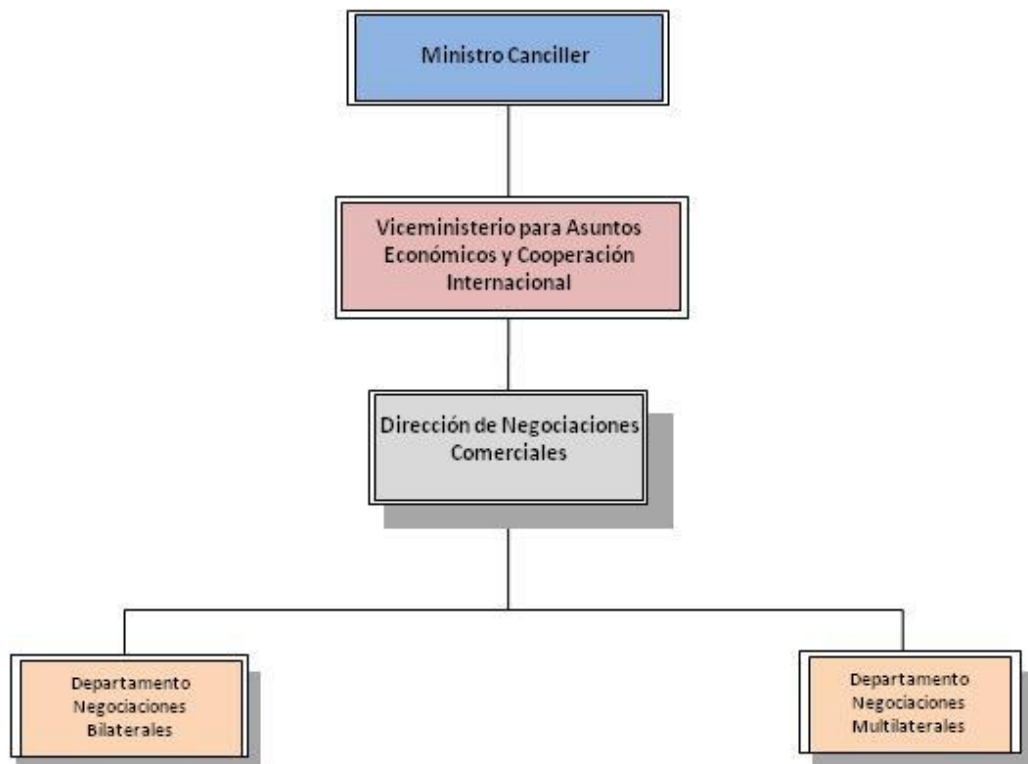 Ministro Canciller
Viceministerio para Asuntos
Económicos y Cooperación
Internacional
Dirección de Negociaciones
Comerciales
Departamento
Negociaciones
Bilaterales
Departamento
Negociaciones
Multilaterales